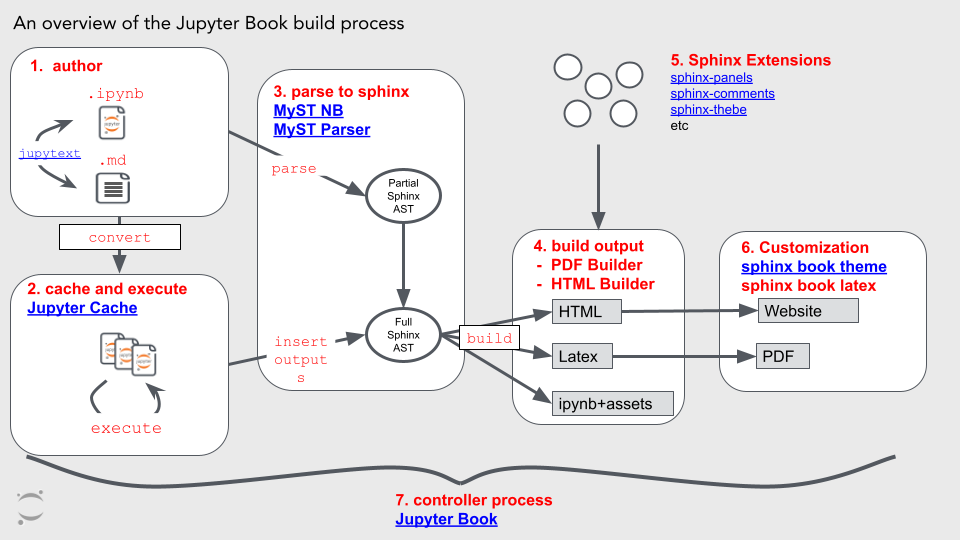 An overview of the Jupyter Book build process
1. author
.ipynb
jupytext
.md
convert
2. cache and execute
Jupyter Cache
execute
3. parse to sphinx
MyST NB
MyST Parser
parse
Partial
Sphinx
AST
insert
output
s
Full
Sphinx
AST
build
5. Sphinx Extensions
sphinx-panels
sphinx-comments
sphinx-thebe
etc
4. build output
- PDF Builder
- HTML Builder
HTML
Latex
ipynb+assets
6. Customization
sphinx book theme
sphinx book latex
Website
PDF
7. controller process
Jupyter Book